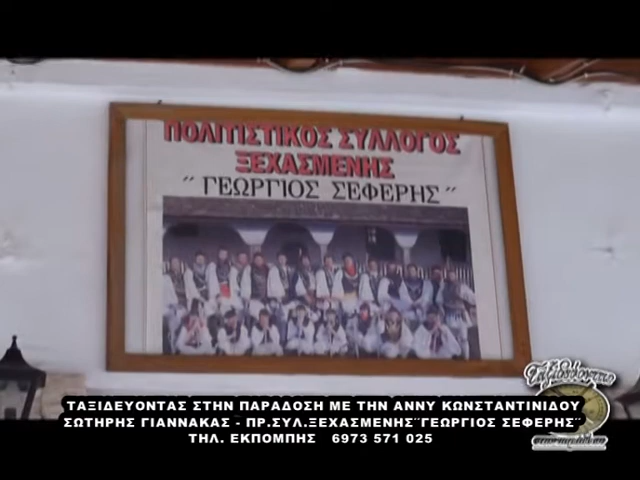 ΠΟΛΙΤΙΣΤΙΚΟΣ ΣΥΛΛΟΓΟΣ
ΞΕΧΑΣΜΕΝΗΣ
"ΓΕΩΡΓΙΟΣ ΣΕΦΕΡΗΣ"
ΤΑΞΙΔΕΥΟΝΤΑΣ ΣΤΗΝ ΠΑΡΑΔΟΣΗ ΜΕ ΤΗΝ ΑΝΝΥ ΚΩΝΣΤΑΝΤΙΝΙΔΟΥ
ΣΩΤΗΡΗΣ ΓΙΑΝΝΑΚΑΣ - ΠΡ.ΣΥΛ.ΞΕΧΑΣΜΕΝΗΣ¨ΓΕΩΡΓΙΟΣ ΣΕΦΕΡΗΣ¨
ΤΗΛ. ΕΚΠΟΜΠΗΣ 6973 571 025